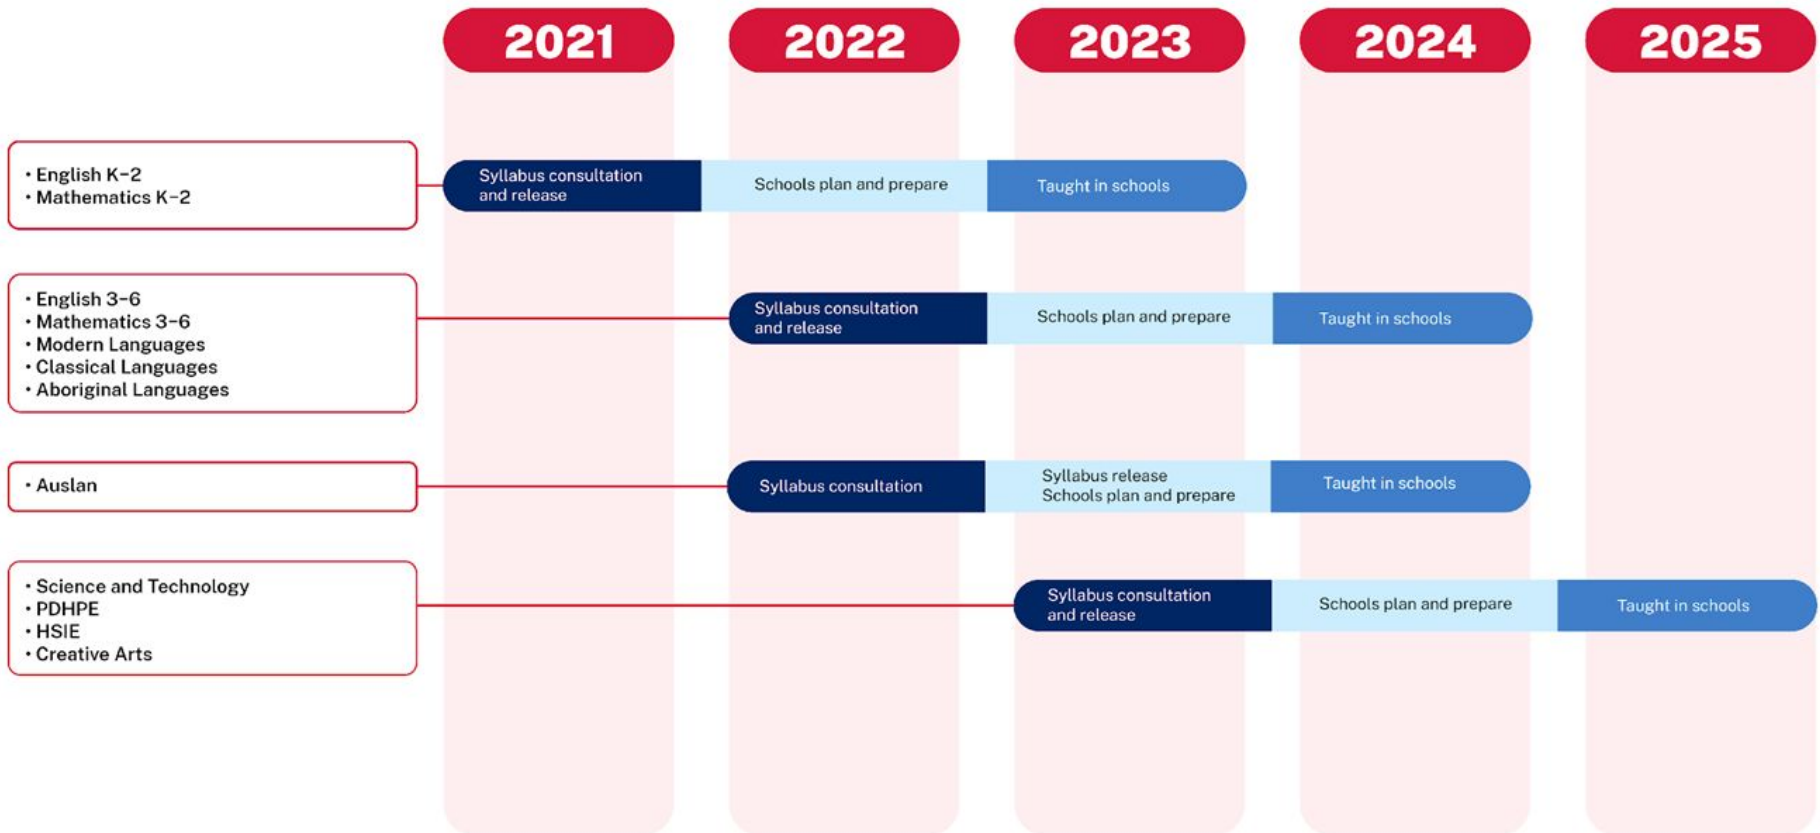 2021 2022 2023 2024 2025
• English K–2
• Mathematics K–2
Syllabus consultation
and release
Schools plan and prepare
Taught in schools
• English 3–6
• Mathematics 3–6
• Modern Languages
• Classical Languages
• Aboriginal Languages
Syllabus consultation
and release
Schools plan and prepare
Taught in schools
• Auslan
Syllabus consultation
Syllabus release
Schools plan and prepare
Taught in schools
• Science and Technology
• PDHPE
• HSIE
• Creative Arts
Syllabus consultation
and release
Schools plan and prepare
Taught in schools